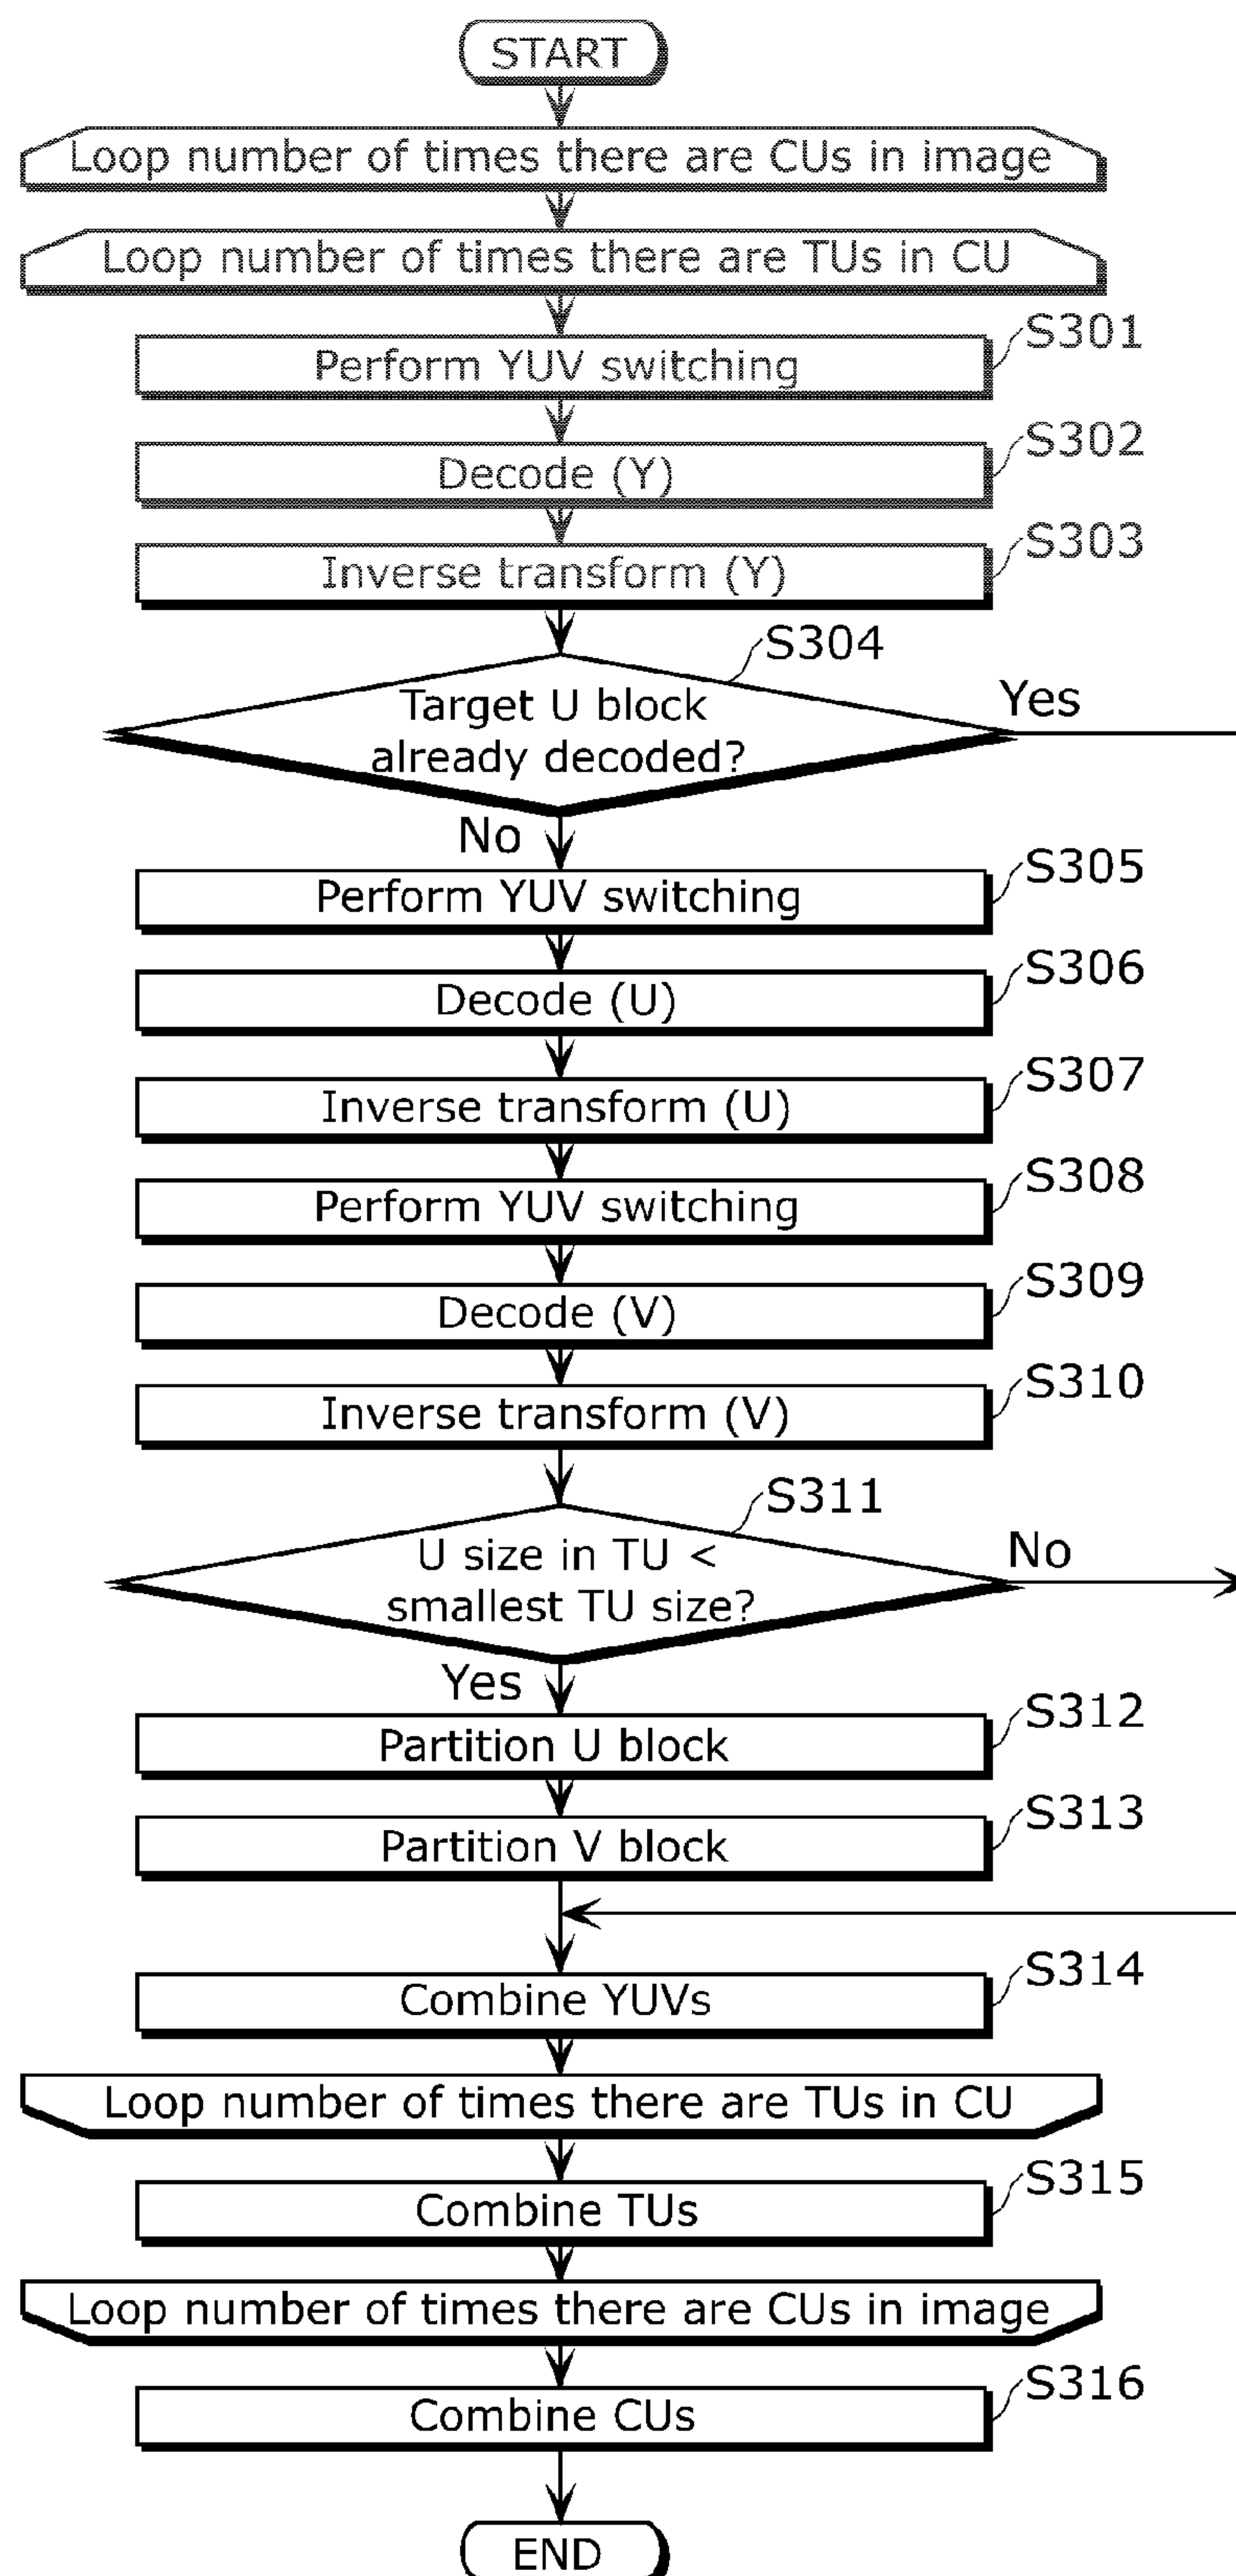 START
Loop number of times there are CUs in image
Loop number of times there are TUs in CU
S301
Perform YUV switching
S302
Decode (Y)
S303
Inverse transform (Y)
S304
Target U block
already decoded?
Yes
No
S305
Perform YUV switching
S306
Decode (U)
S307
Inverse transform (U)
S308
Perform YUV switching
S309
Decode (V)
S310
Inverse transform (V)
S311
U size in TU <
smallest TU size?
No
Yes
S312
Partition U block
S313
Partition V block
S314
Combine YUVs
Loop number of times there are TUs in CU
S315
Combine TUs
Loop number of times there are CUs in image
S316
Combine CUs
END